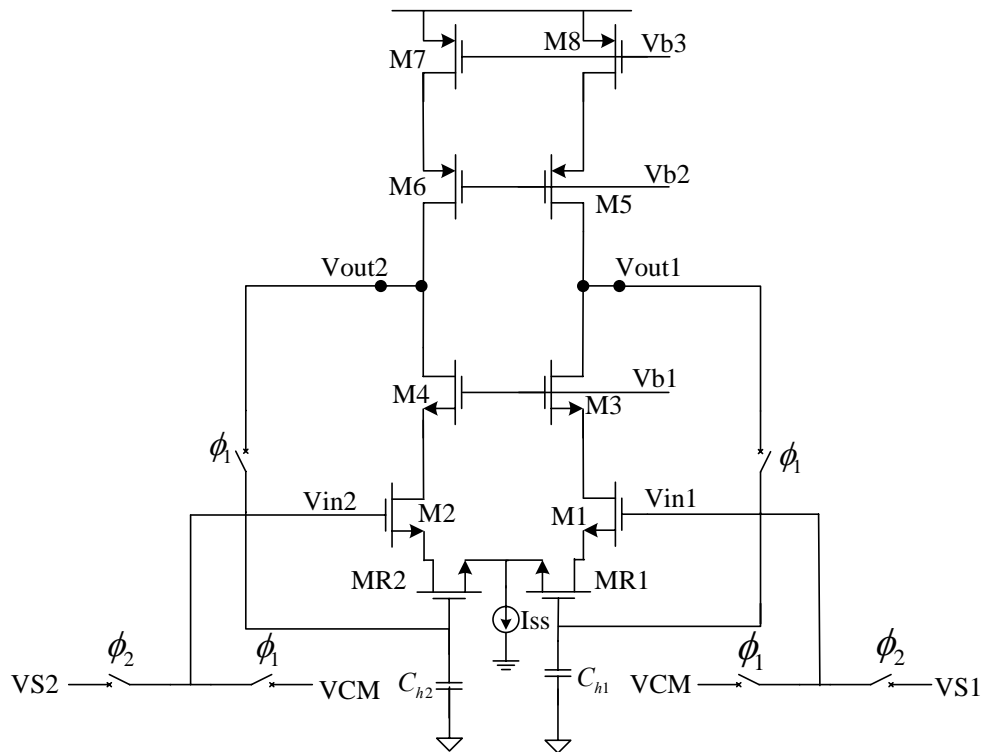 M7
M8
Vb3
M6
M5
Vb2
Vout2
Vout1
M4
M3
Vb1
ϕ1
ϕ1
Vin2
M2
M1
Vin1
MR2
Iss
MR1
VS2
ϕ2
ϕ1
VCM
Ch2
Ch1
VCM
ϕ1
ϕ2
VS1